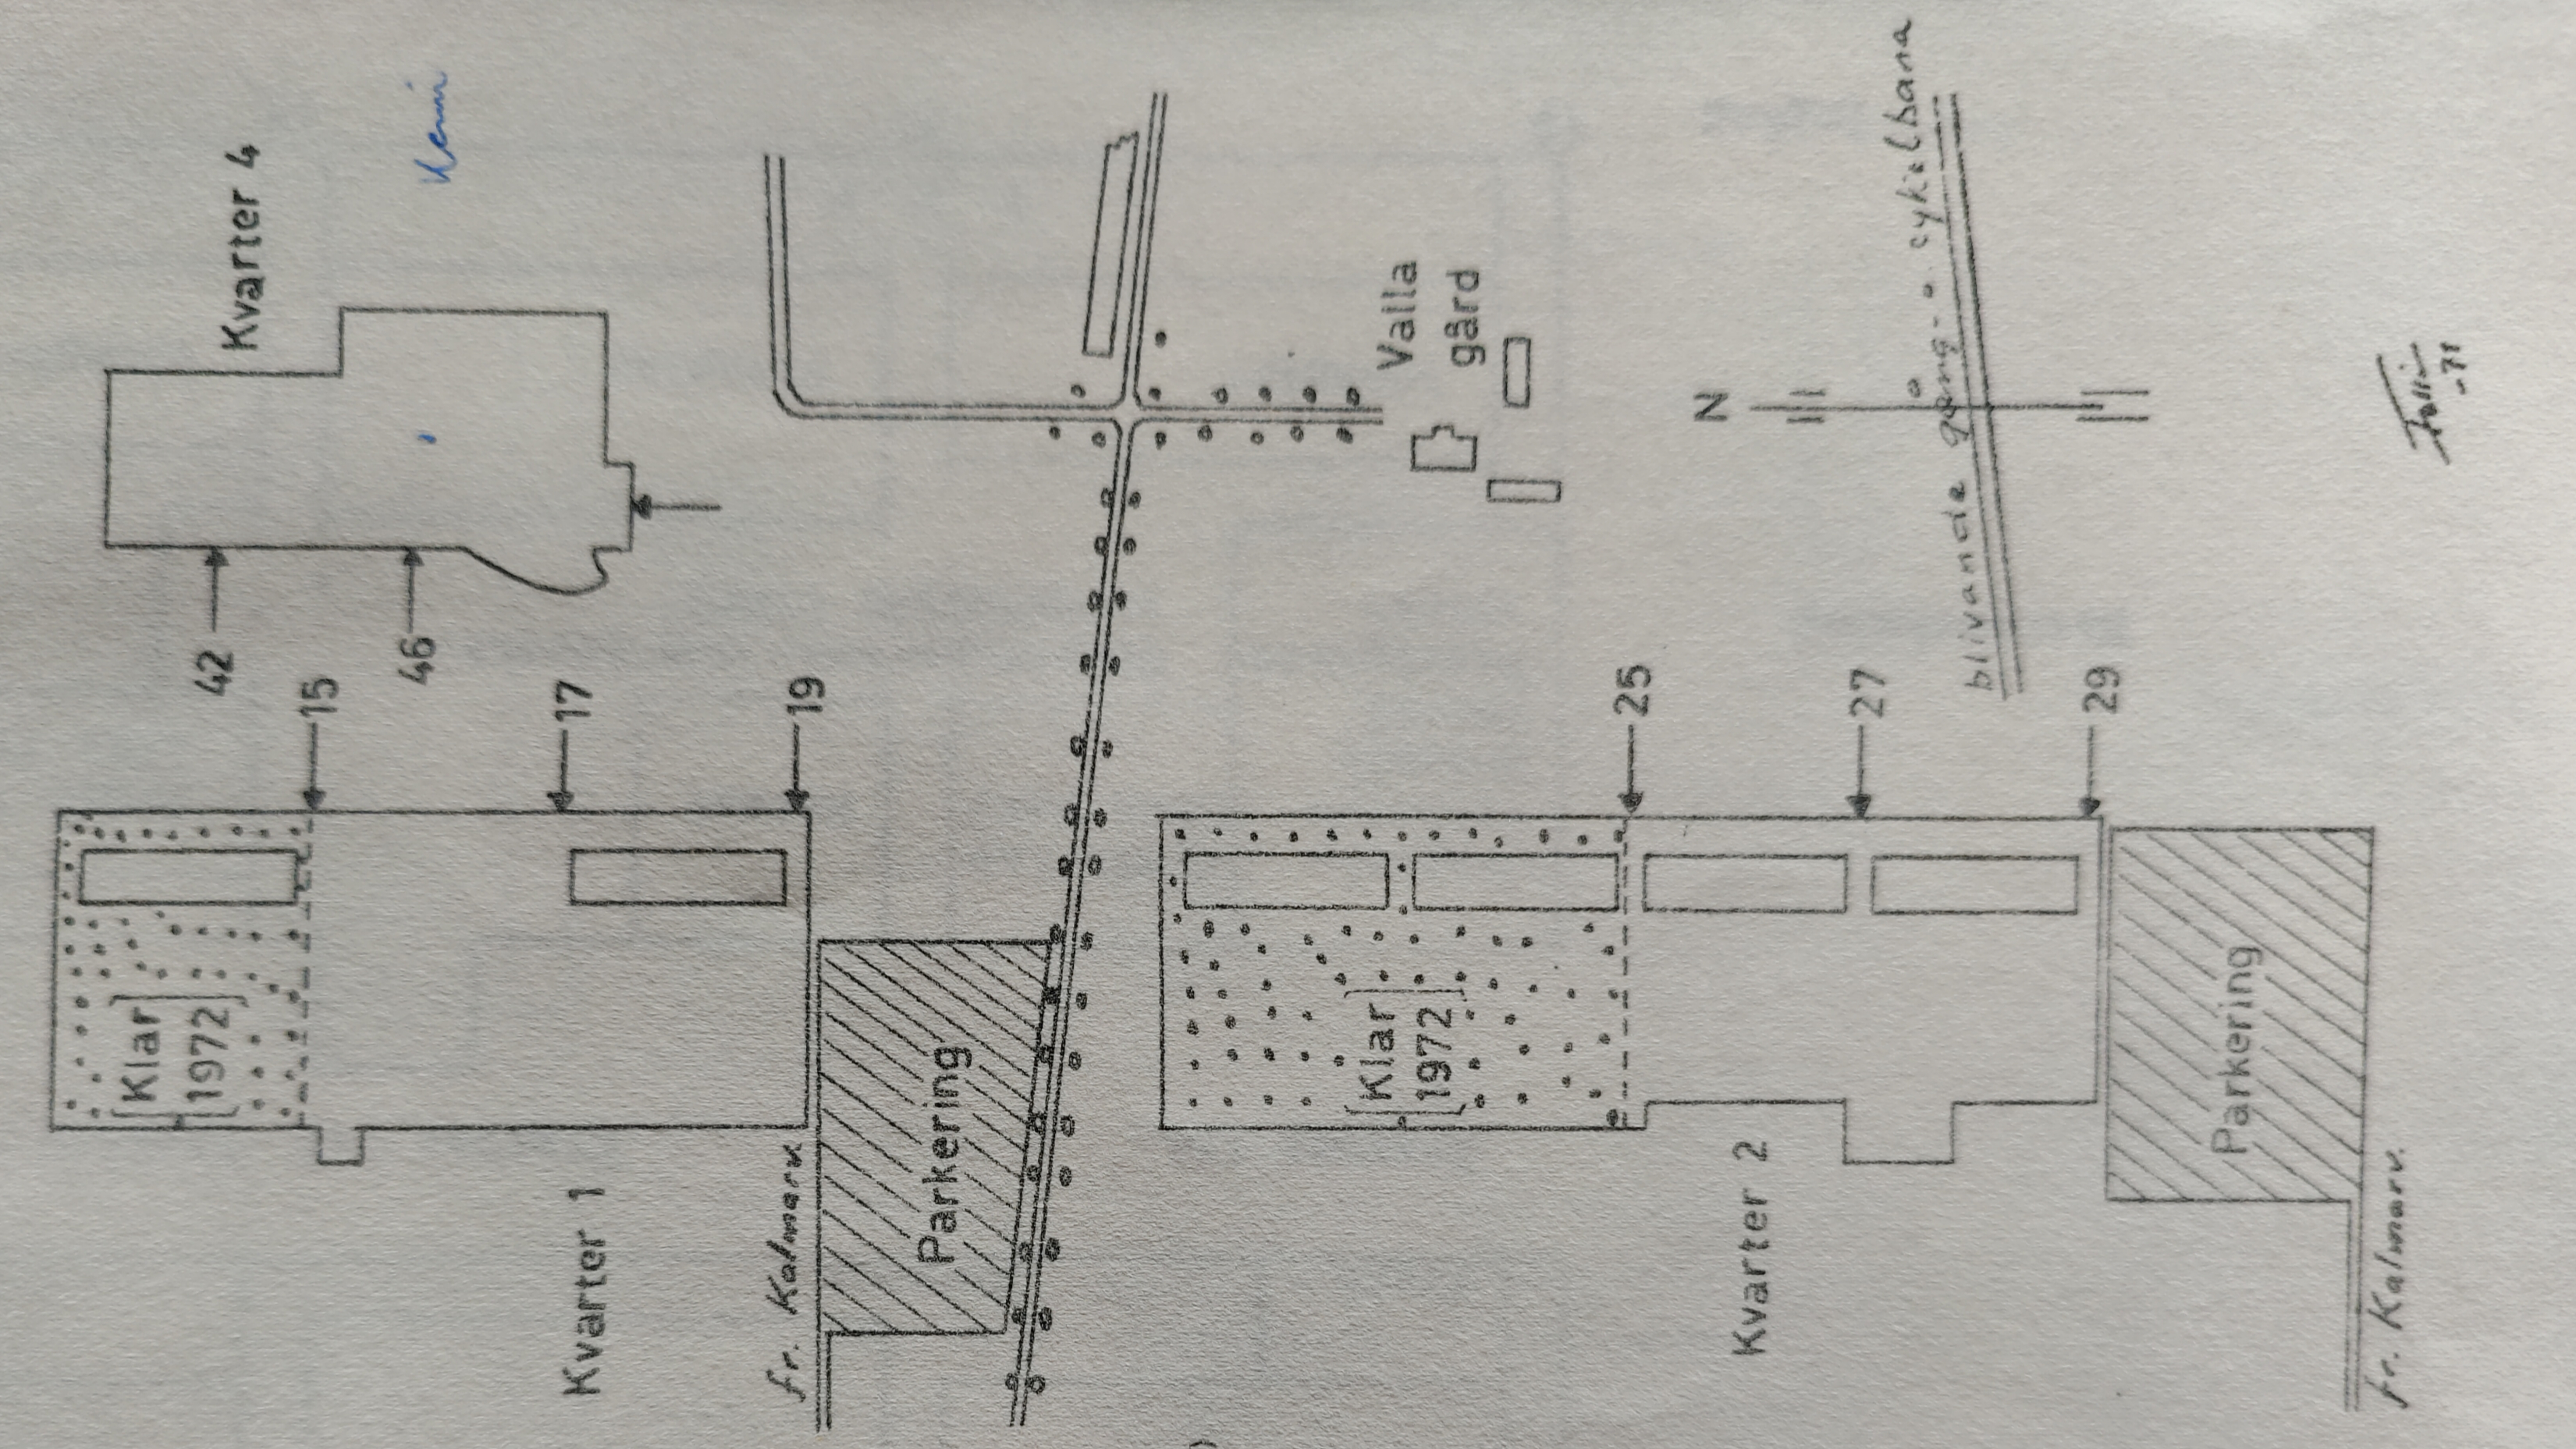 Kvarter 4
Kemi
42
46
[Klar
1972]
15
17
19
Kvarter 1
fr. Kalmarv.
Parkering
Valla
gård
N
[Klar
1972]
25
27
29
blivande gång- o. cykelbana
Kvarter 2
Parkering
fr. Kalmarv.
-71